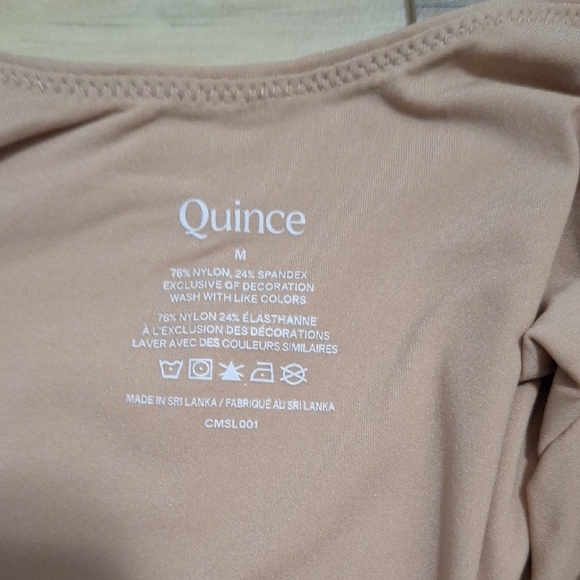 Quince
M
76% NYLON, 24% SPANDEX
EXCLUSIVE OF DECORATION
WASH WITH LIKE COLORS
76% NYLON 24% ÉLASTHANNE
À L'EXCLUSION DES DÉCORATIONS
LAVER AVEC DES COULEURS SIMILAIRES
MADE IN SRI LANKA / FABRIQUÉ AU SRI LANKA
CMSL001